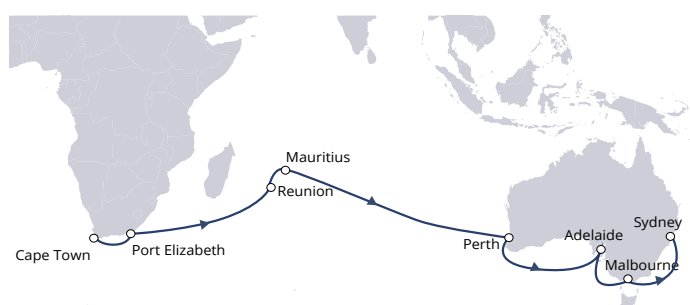 Mauritius
Reunion
Cape Town
Port Elizabeth
Perth
Adelaide
Sydney
Malbourne